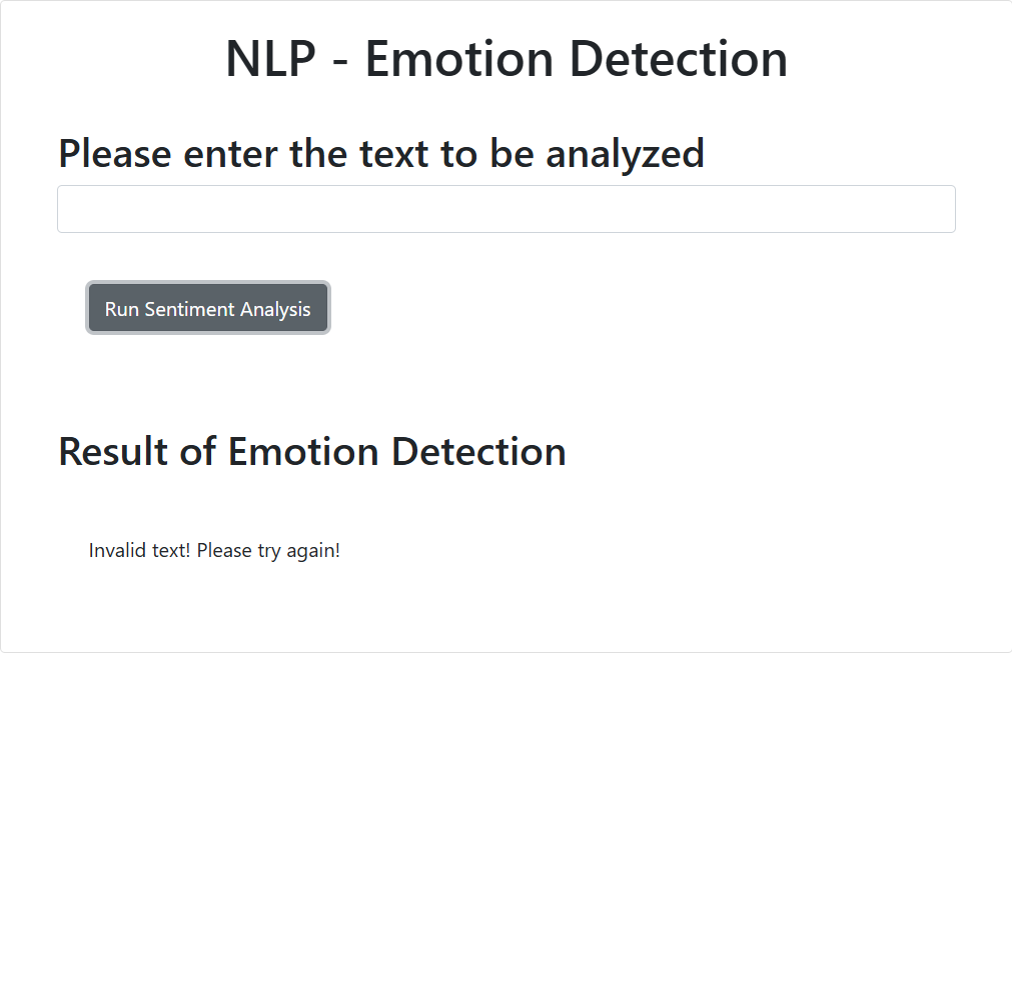 NLP - Emotion Detection
Please enter the text to be analyzed
Run Sentiment Analysis
Result of Emotion Detection
Invalid text! Please try again!